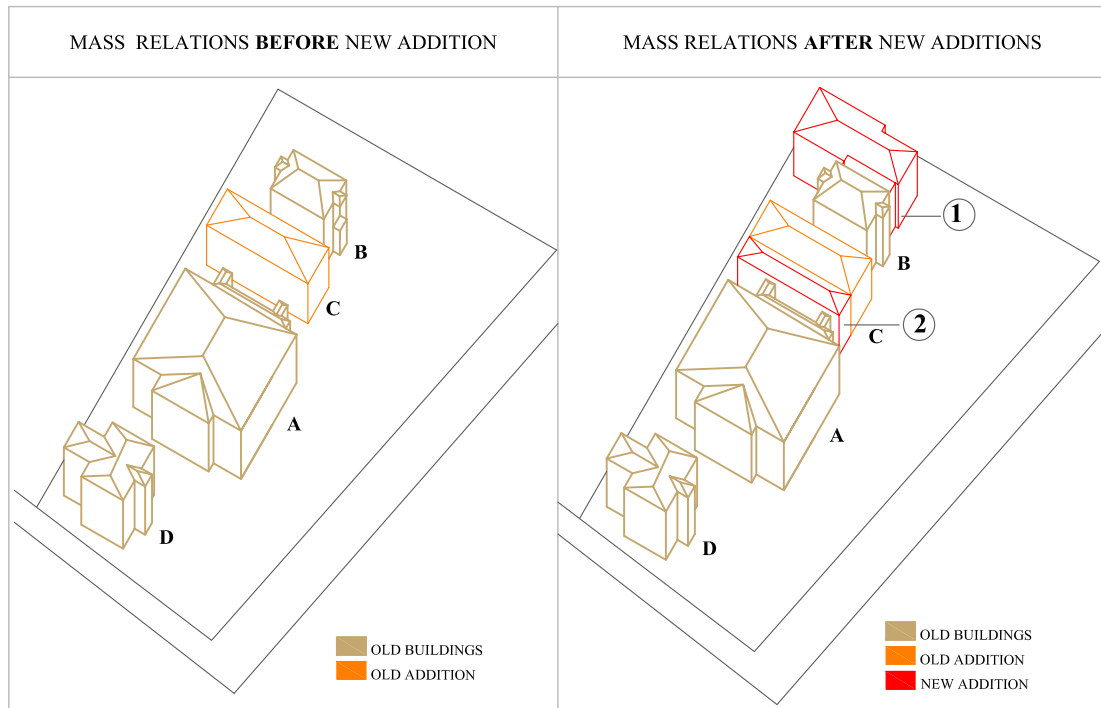 MASS RELATIONS BEFORE NEW ADDITION
B
C
A
D
OLD BUILDINGS
OLD ADDITION
MASS RELATIONS AFTER NEW ADDITIONS
1
B
2
C
A
D
OLD BUILDINGS
OLD ADDITION
NEW ADDITION